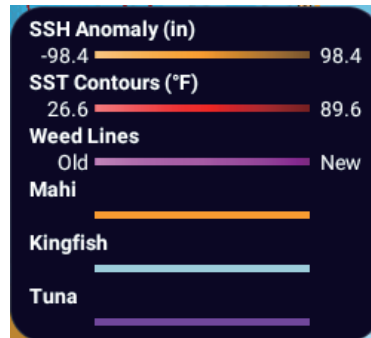 SSH Anomaly (in)
-98.4 98.4
SST Contours (°F)
26.6 89.6
Weed Lines
Old New
Mahi
Kingfish
Tuna